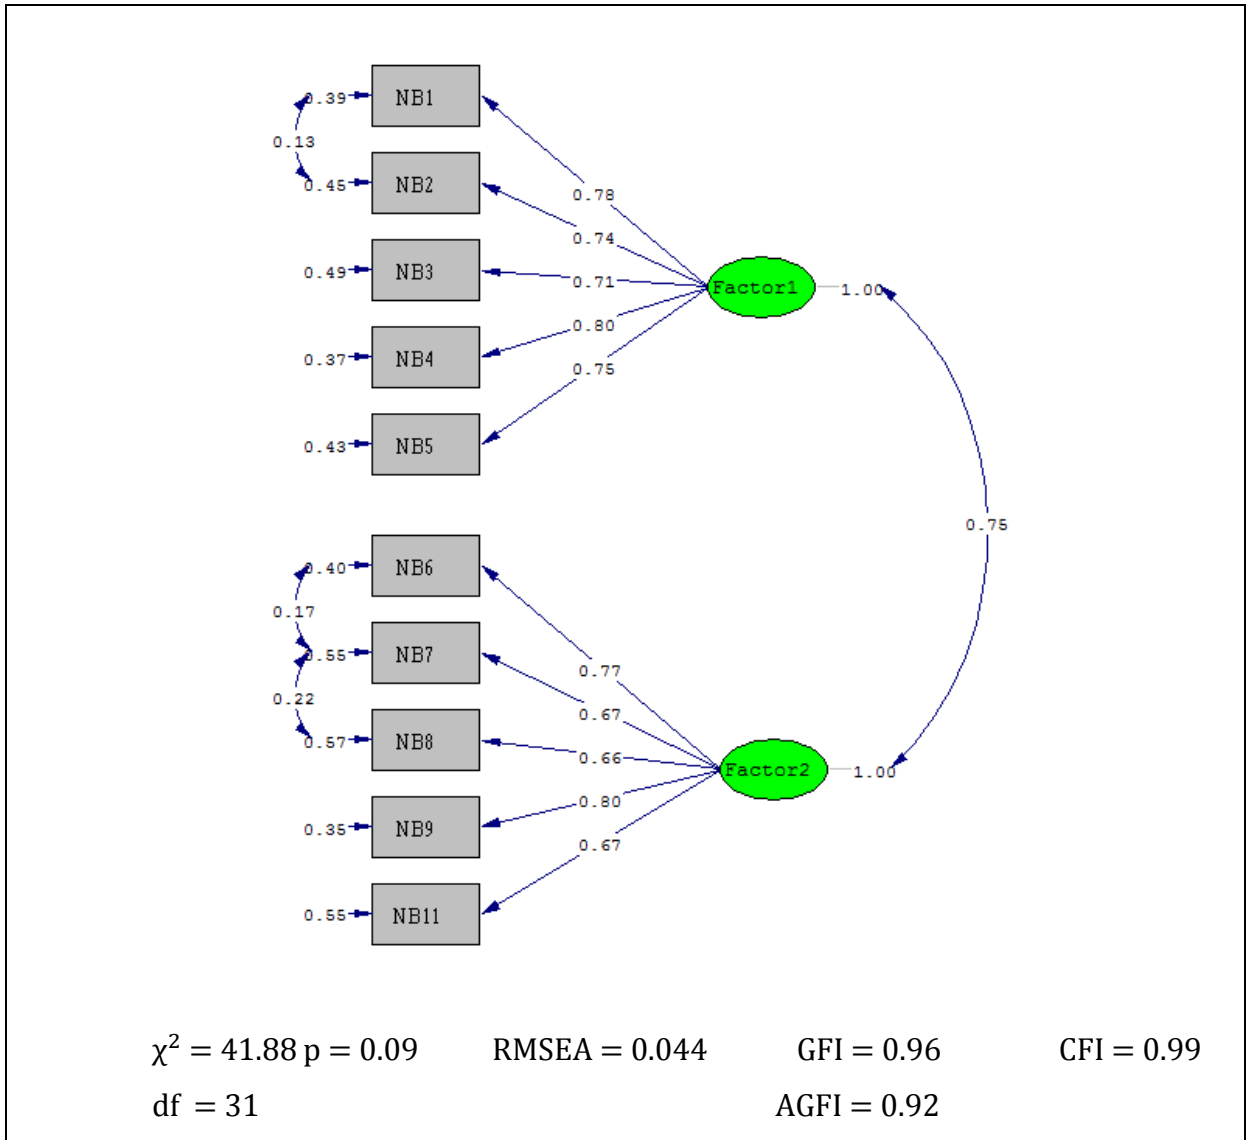 0.39 NB1
0.13
0.45 NB2
0.78
0.74
0.49 NB3
0.71
Factor1 1.00
0.80
0.37 NB4
0.75
0.43 NB5
0.75
0.40 NB6
0.17
0.55 NB7
0.77
0.22
0.67
0.57 NB8
0.66
Factor2 1.00
0.80
0.35 NB9
0.67
0.55 NB11
χ² = 41.88 p = 0.09 RMSEA = 0.044 GFI = 0.96 CFI = 0.99
df = 31 AGFI = 0.92